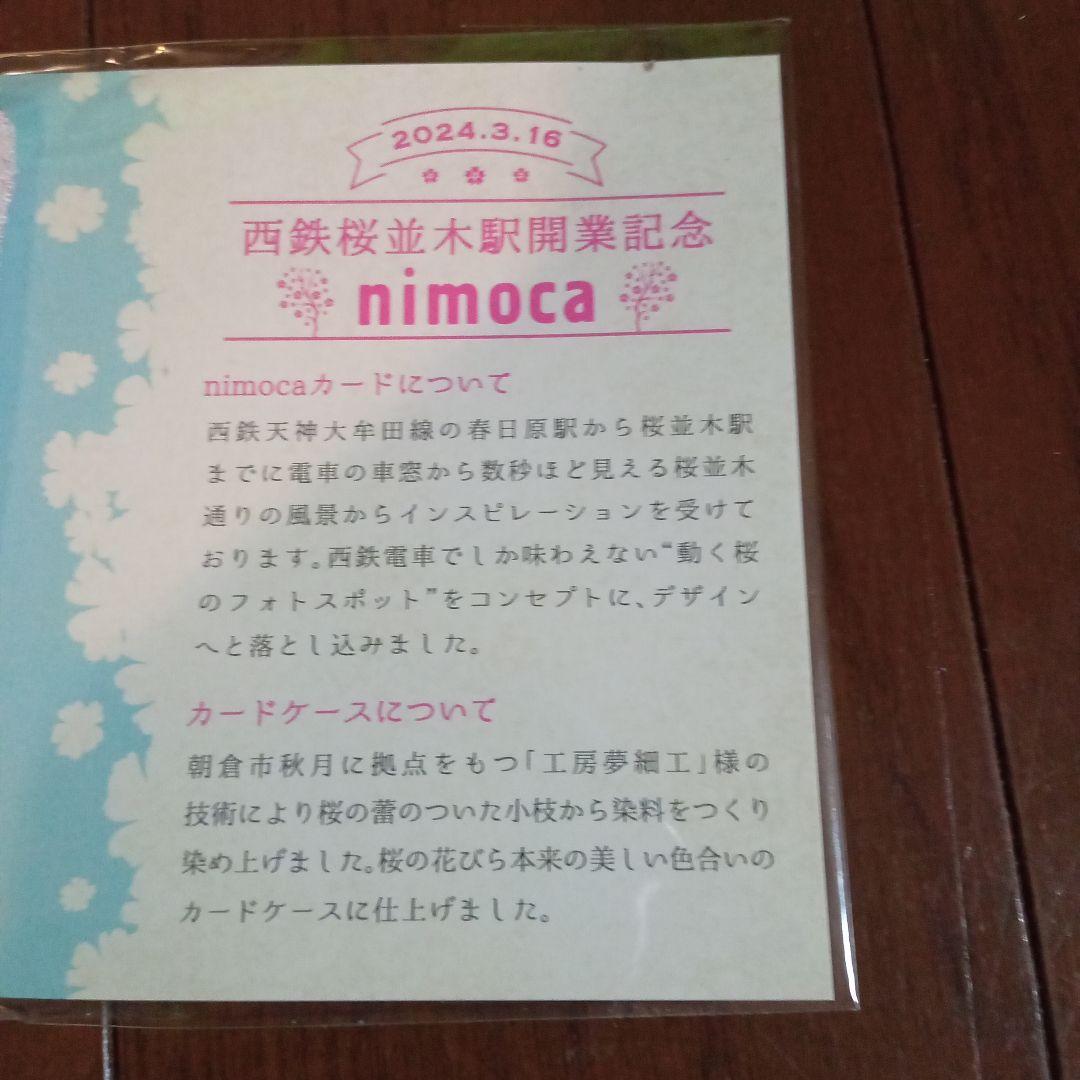 2024.3.16
西鉄桜並木駅開業記念
nimoca
nimocaカードについて
西鉄天神大牟田線の春日原駅から桜並木駅
までに電車の車窓から数秒ほど見える桜並木
通りの風景からインスピレーションを受けて
おります。西鉄電車でしか味わえない“動く桜
のフォトスポット”をコンセプトに、デザイン
へと落とし込みました。
カードケースについて
朝倉市秋月に拠点をもつ「工房夢細工」様の
技術により桜の蕾のついた小枝から染料をつくり
染め上げました。桜の花びら本来の美しい色合いの
カードケースに仕上げました。